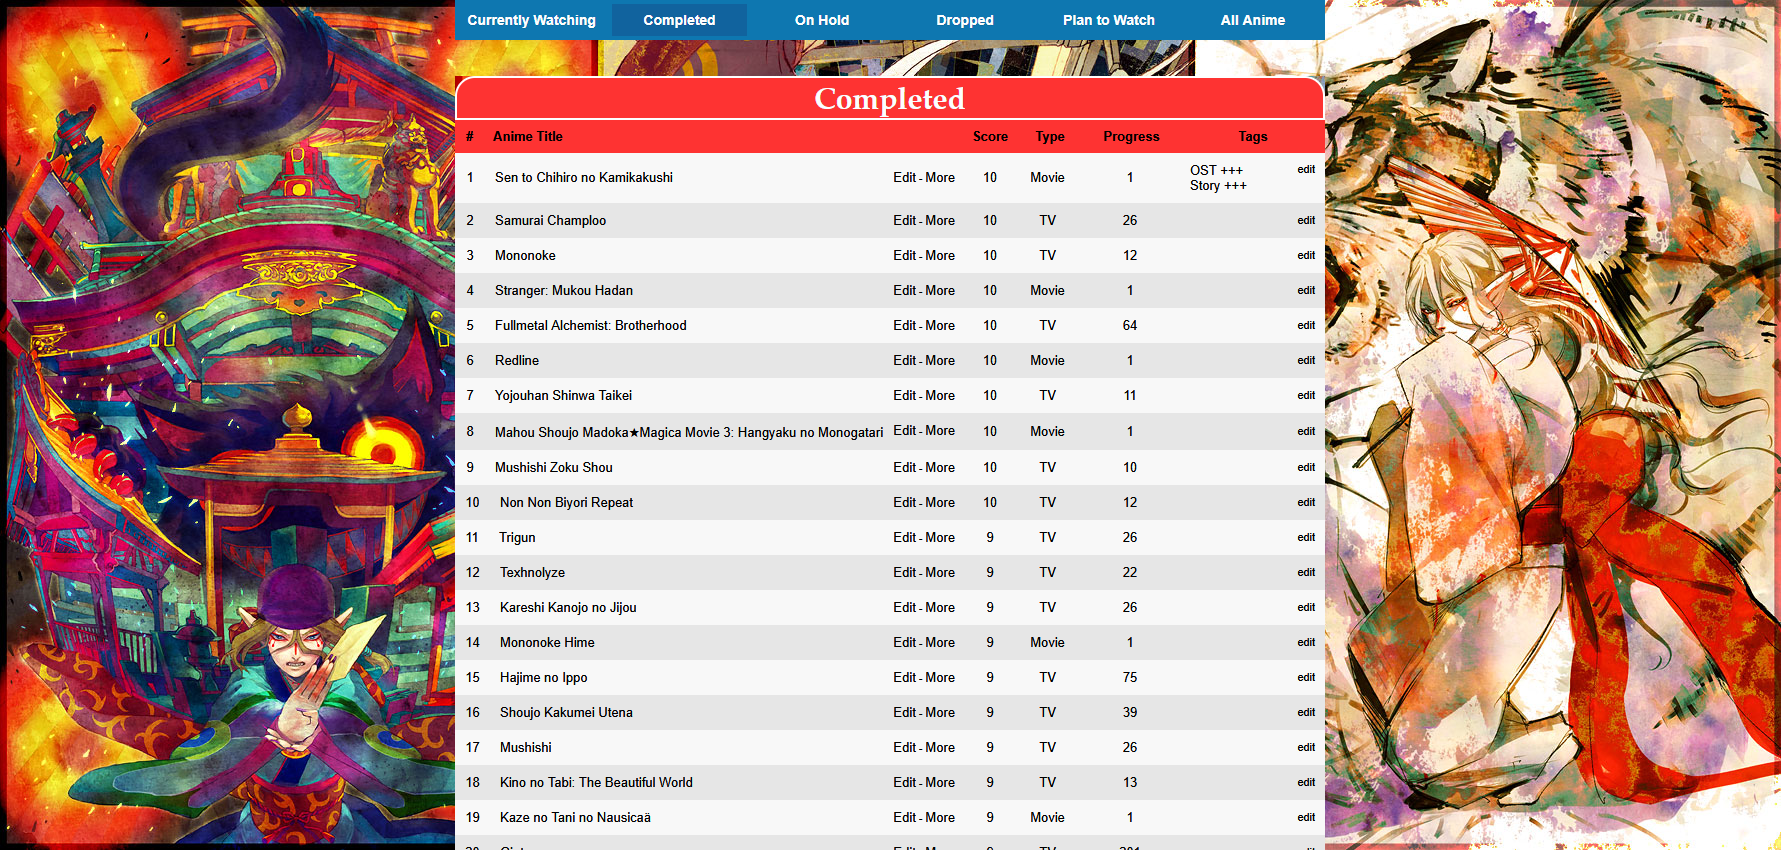 Currently Watching Completed On Hold Dropped Plan to Watch All Anime
Completed
# Anime Title Score Type Progress Tags
1 Sen to Chihiro no Kamikakushi Edit - More 10 Movie 1 OST +++ edit
Story +++
2 Samurai Champloo Edit - More 10 TV 26 edit
3 Mononoke Edit - More 10 TV 12 edit
4 Stranger: Mukou Hadan Edit - More 10 Movie 1 edit
5 Fullmetal Alchemist: Brotherhood Edit - More 10 TV 64 edit
6 Redline Edit - More 10 Movie 1 edit
7 Yojouhan Shinwa Taikei Edit - More 10 TV 11 edit
8 Mahou Shoujo Madoka★Magica Movie 3: Hangyaku no Monogatari Edit - More 10 Movie 1 edit
9 Mushishi Zoku Shou Edit - More 10 TV 10 edit
10 Non Non Biyori Repeat Edit - More 10 TV 12 edit
11 Trigun Edit - More 9 TV 26 edit
12 Texhnolyze Edit - More 9 TV 22 edit
13 Kareshi Kanojo no Jijou Edit - More 9 TV 26 edit
14 Mononoke Hime Edit - More 9 Movie 1 edit
15 Hajime no Ippo Edit - More 9 TV 75 edit
16 Shoujo Kakumei Utena Edit - More 9 TV 39 edit
17 Mushishi Edit - More 9 TV 26 edit
18 Kino no Tabi: The Beautiful World Edit - More 9 TV 13 edit
19 Kaze no Tani no Nausicaä Edit - More 9 Movie 1 edit